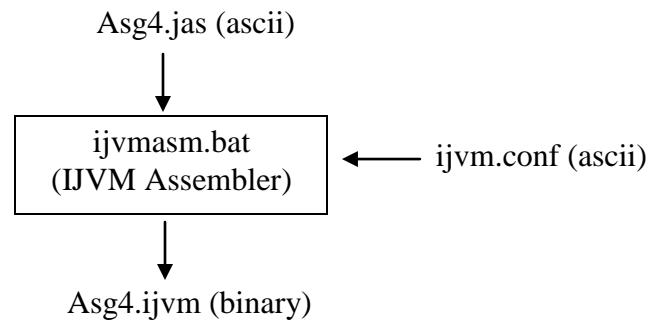 Asg4.jas (ascii)
ijvmasm.bat
(IJVM Assembler)
ijvm.conf (ascii)
Asg4.ijvm (binary)